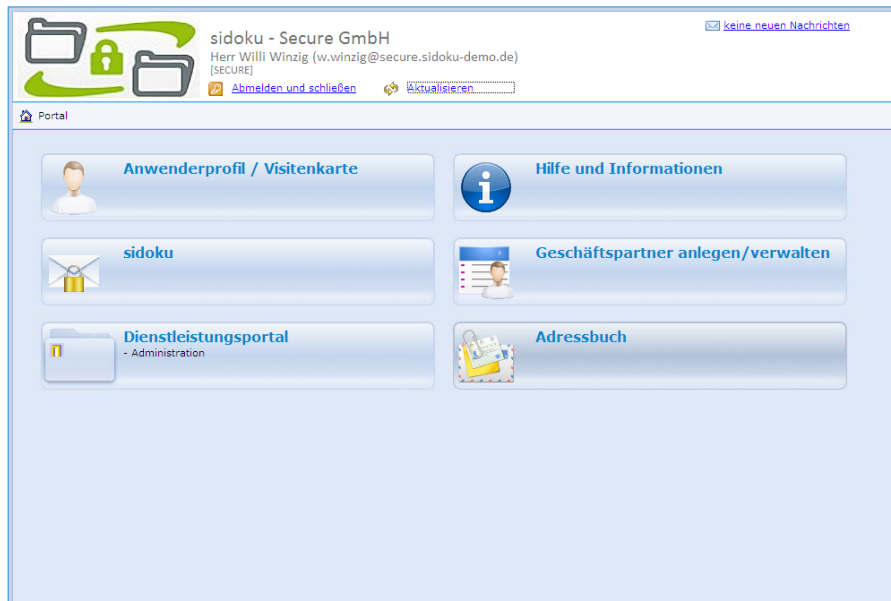 keine neuen Nachrichten
sidoku - Secure GmbH
Herr Willi Winzig (w.winzig@secure.sidoku-demo.de)
[SECURE]
Abmelden und schließen Aktualisieren
Portal
Anwenderprofil / Visitenkarte
Hilfe und Informationen
sidoku
Geschäftspartner anlegen/verwalten
Dienstleistungsportal
- Administration
Adressbuch